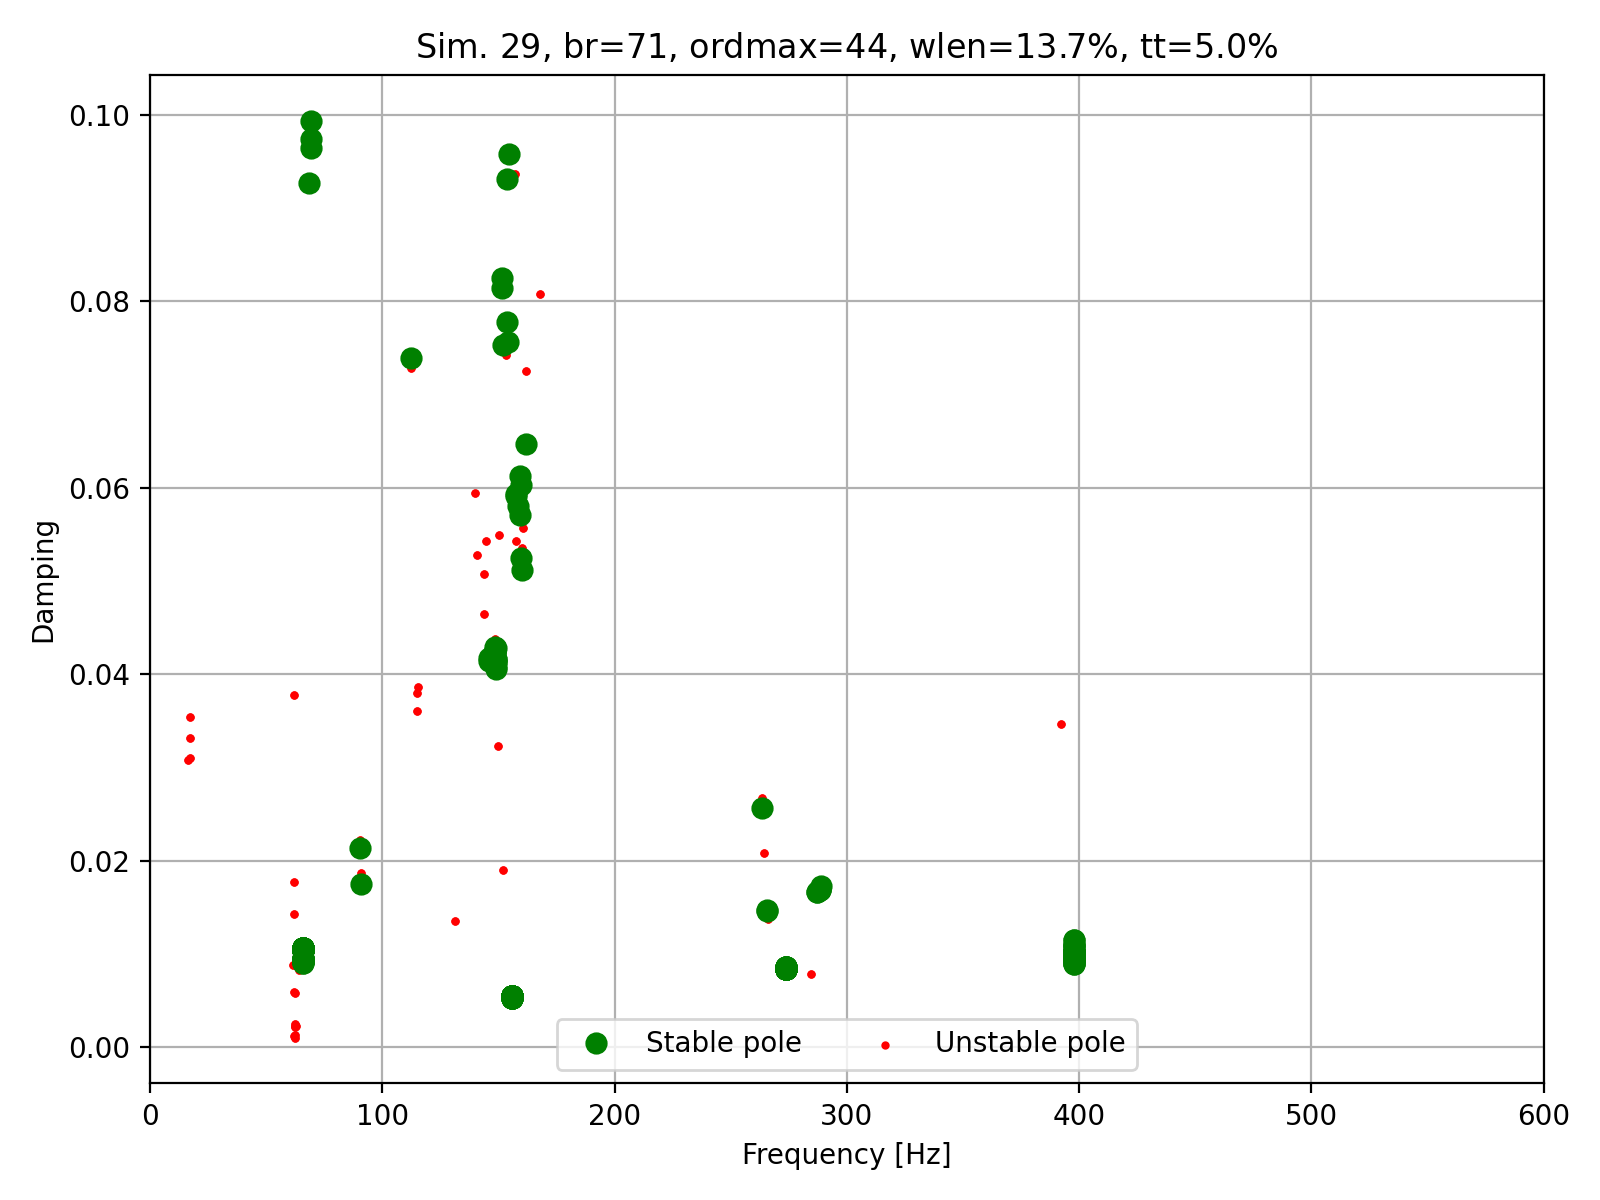 Sim. 29, br=71, ordmax=44, wlen=13.7%, tt=5.0%
0.10
0.08
0.06
0.04
0.02
0.00
Damping
Stable pole
Unstable pole
0
100
200
300
400
500
600
Frequency [Hz]